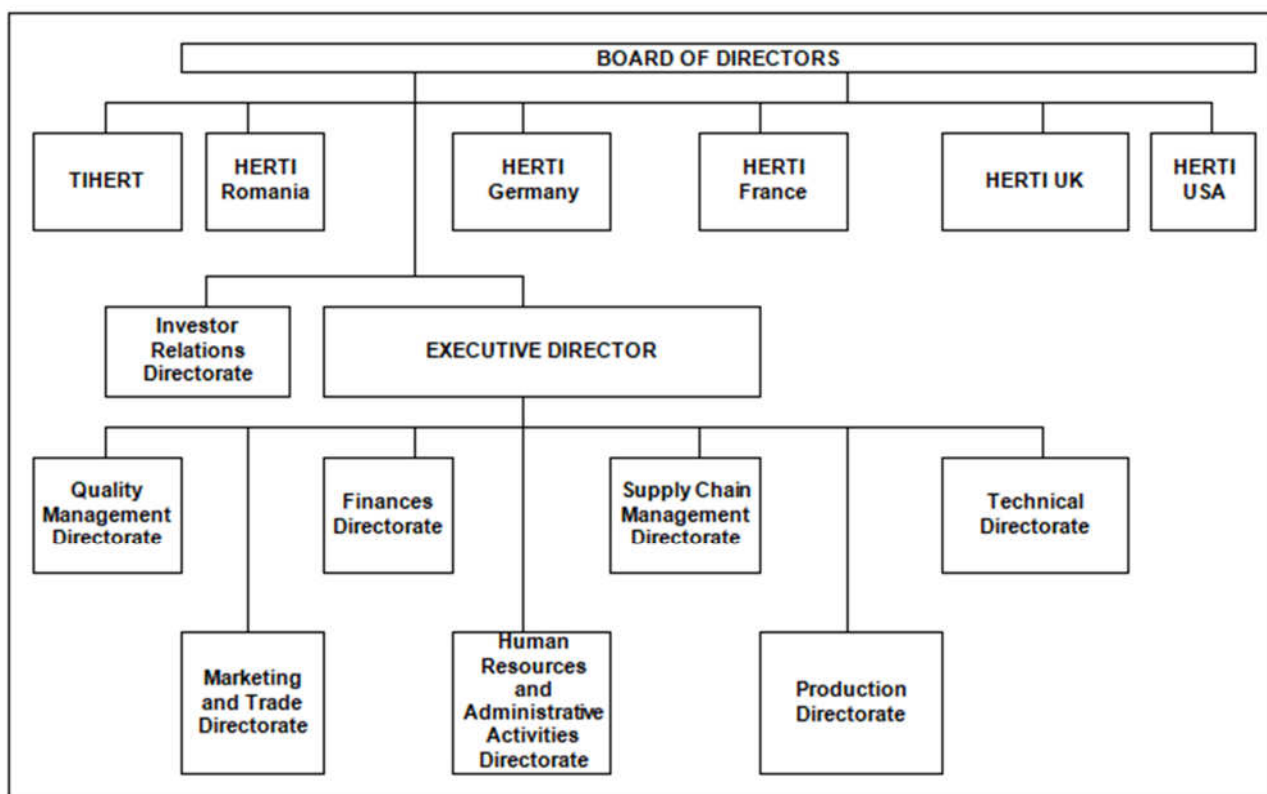 BOARD OF DIRECTORS
TIHERT
HERTI
Romania
HERTI
Germany
HERTI
France
HERTI UK
HERTI
USA
Investor
Relations
Directorate
EXECUTIVE DIRECTOR
Quality
Management
Directorate
Finances
Directorate
Supply Chain
Management
Directorate
Technical
Directorate
Marketing
and Trade
Directorate
Human
Resources
and
Administrative
Activities
Directorate
Production
Directorate